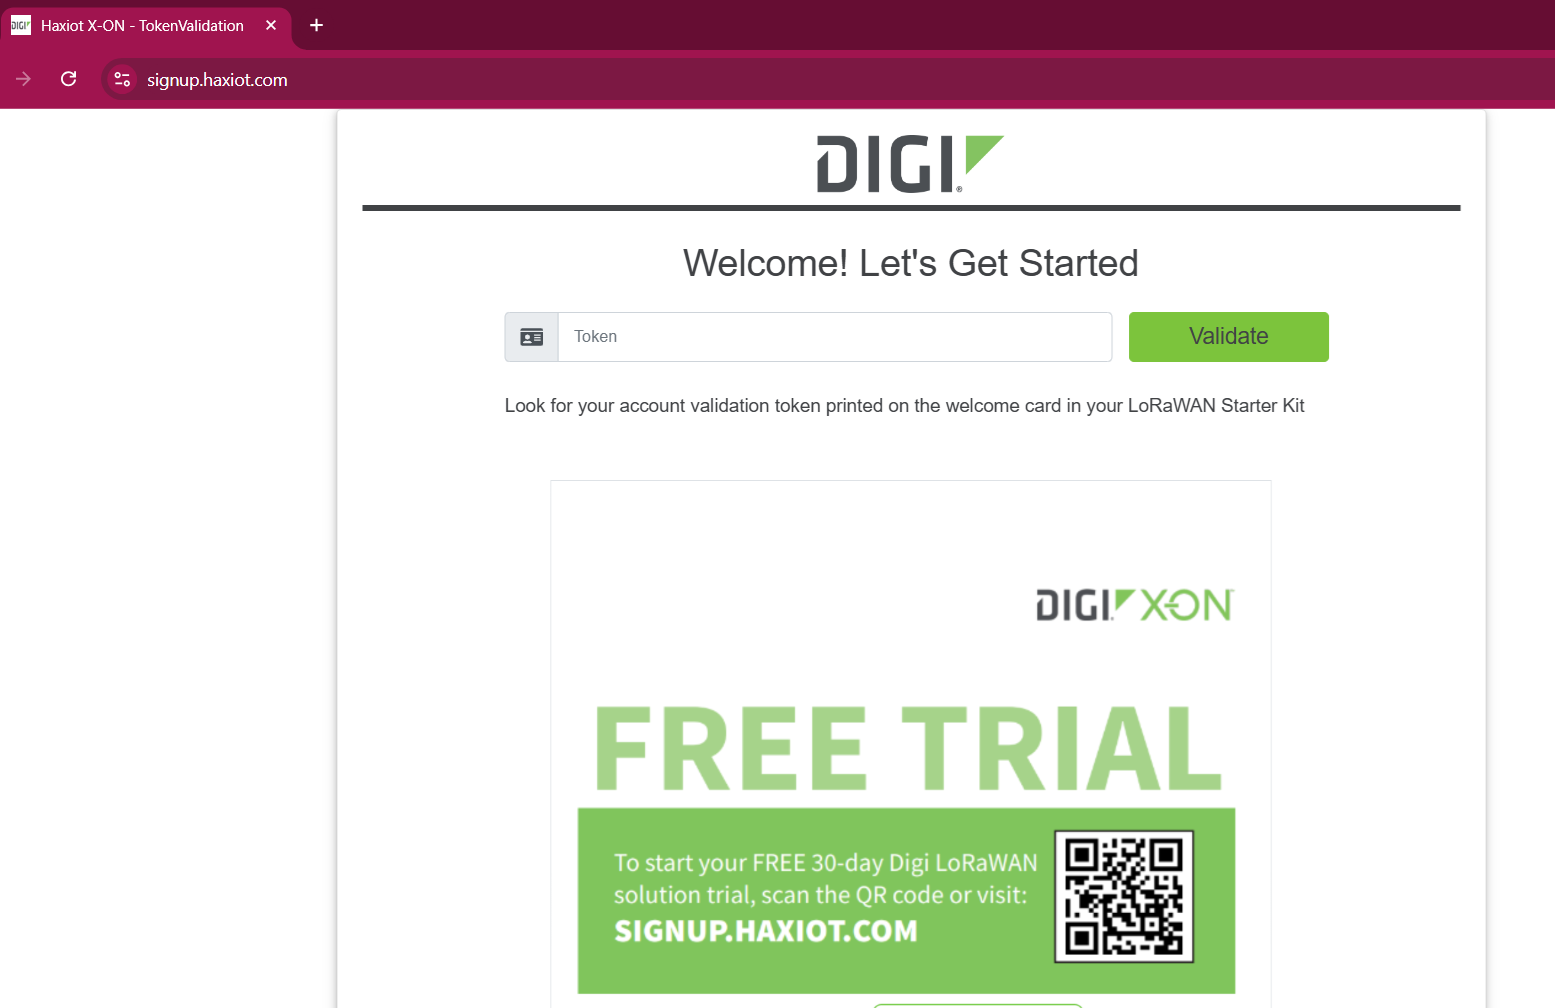 DIGI Haxiot X-ON - TokenValidation
signup.haxiot.com
DIGI®
Welcome! Let's Get Started
Token
Validate
Look for your account validation token printed on the welcome card in your LoRaWAN Starter Kit
DIGI X-ON
FREE TRIAL
To start your FREE 30-day Digi LoRaWAN
solution trial, scan the QR code or visit:
SIGNUP.HAXIOT.COM